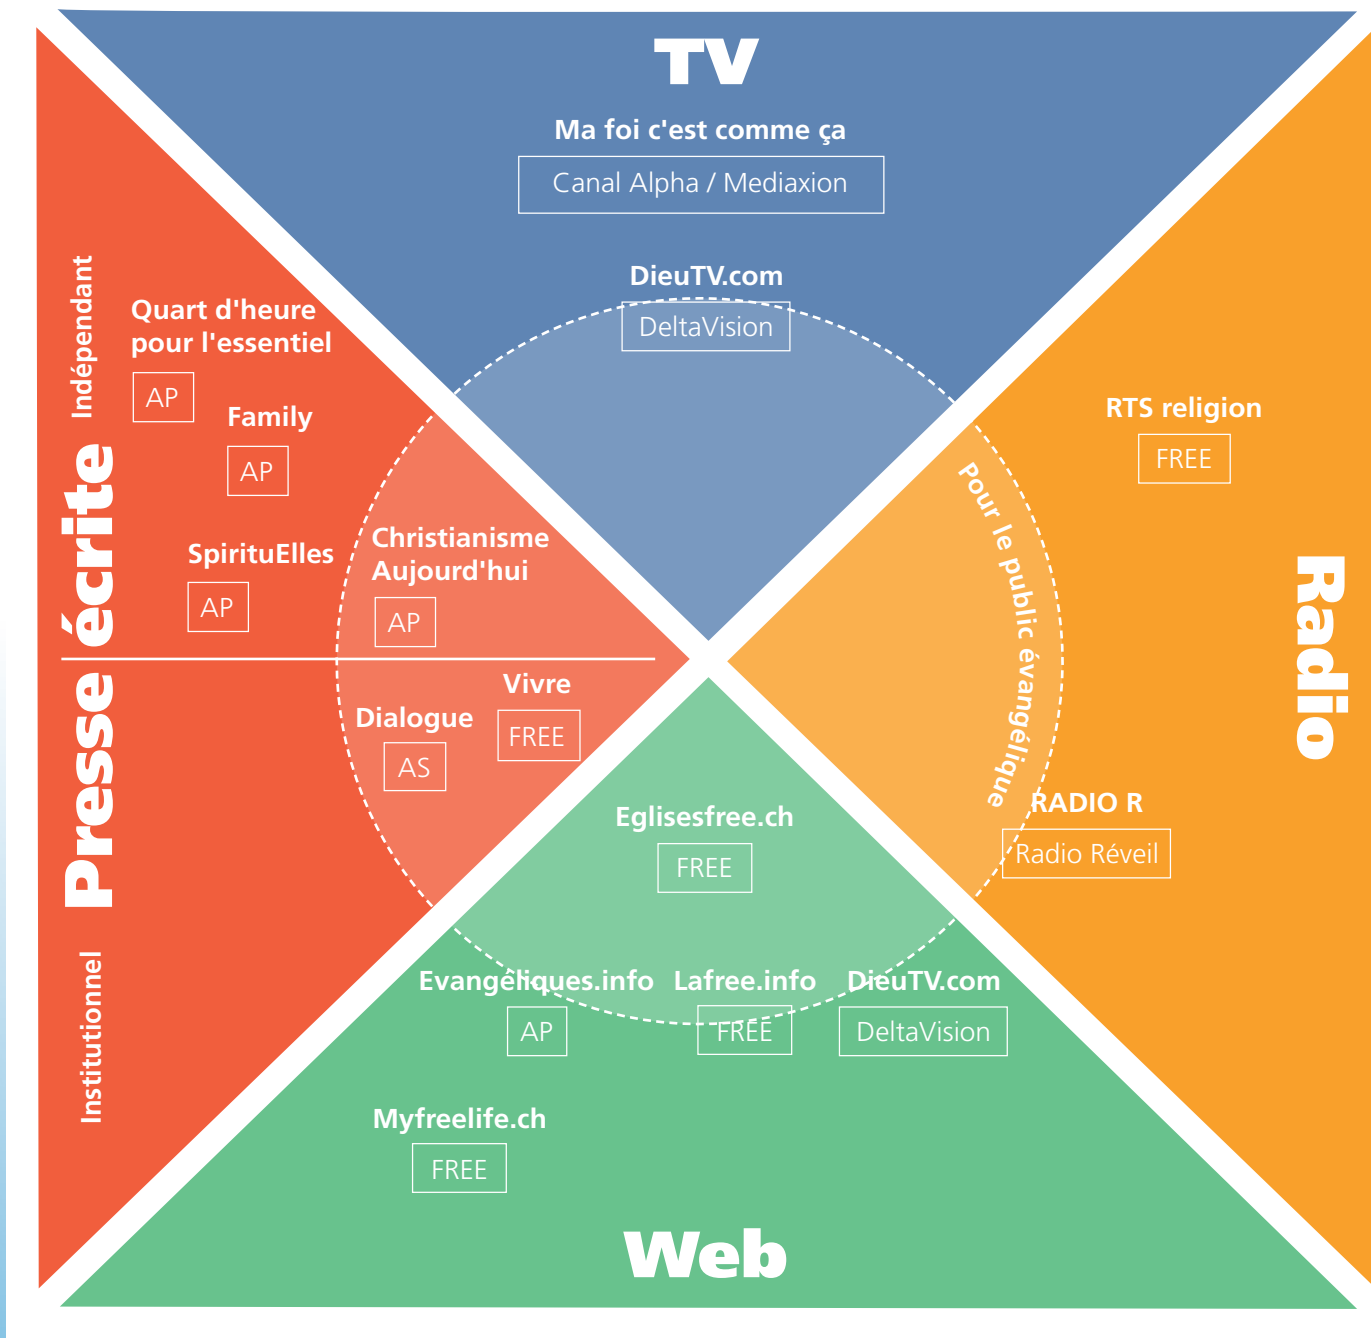 TV
Ma foi c'est comme ça
Canal Alpha / Mediaxion
DieuTV.com
DeltaVision
Presse écrite
Indépendant
Quart d'heure
pour l'essentiel
AP
Family
AP
SpirituElles
AP
Christianisme
Aujourd'hui
AP
Institutionnel
Vivre
FREE
Dialogue
AS
Radio
RTS religion
FREE
Pour le public évangélique
RADIO R
Radio Réveil
Eglisesfree.ch
FREE
Evangéliques.info
AP
Lafree.info
FREE
DieuTV.com
DeltaVision
Myfreelife.ch
FREE
Web